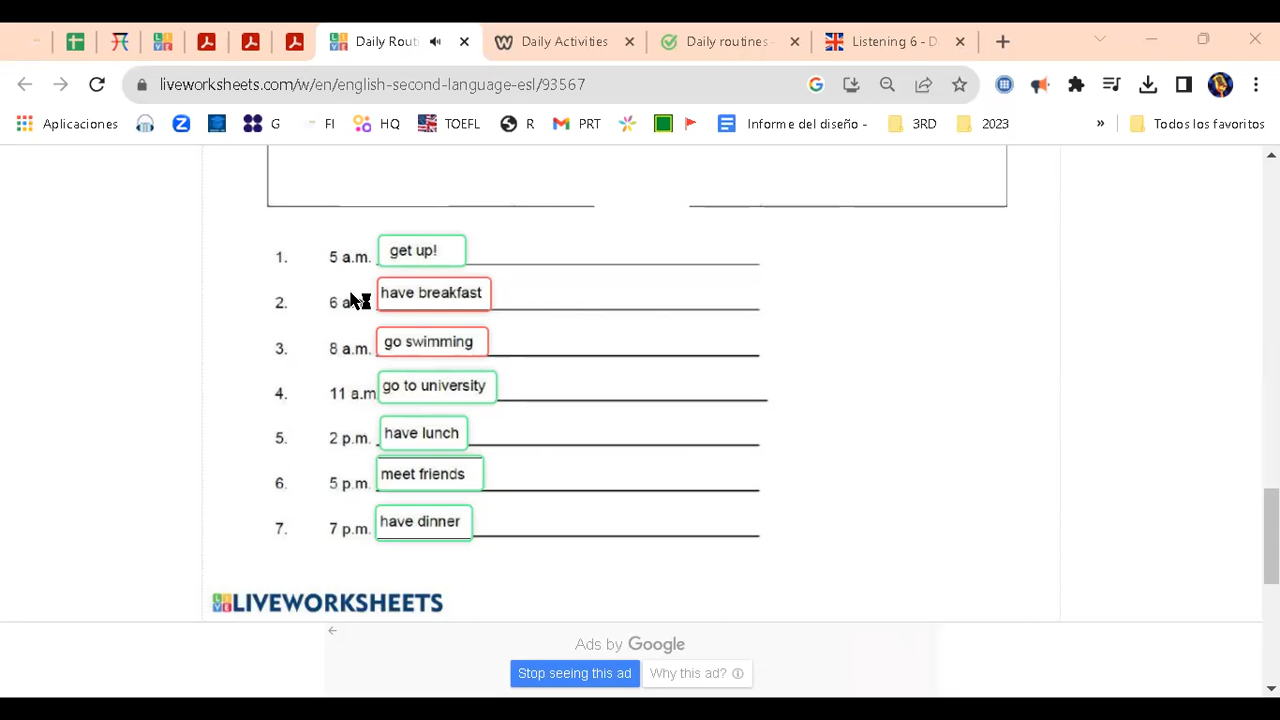 Daily Rout
Daily Activities
Daily routines -
Listening 6 - D
liveworksheets.com/w/en/english-second-language-esl/93567
Aplicaciones
G
FI
HQ
TOEFL
R
PRT
Informe del diseño -
3RD
2023
»
Todos los favoritos
1. 5 a.m. get up!
2. 6 a have breakfast
3. 8 a.m. go swimming
4. 11 a.m go to university
5. 2 p.m. have lunch
6. 5 p.m. meet friends
7. 7 p.m. have dinner
LIVEWORKSHEETS
Ads by Google
Stop seeing this ad
Why this ad?